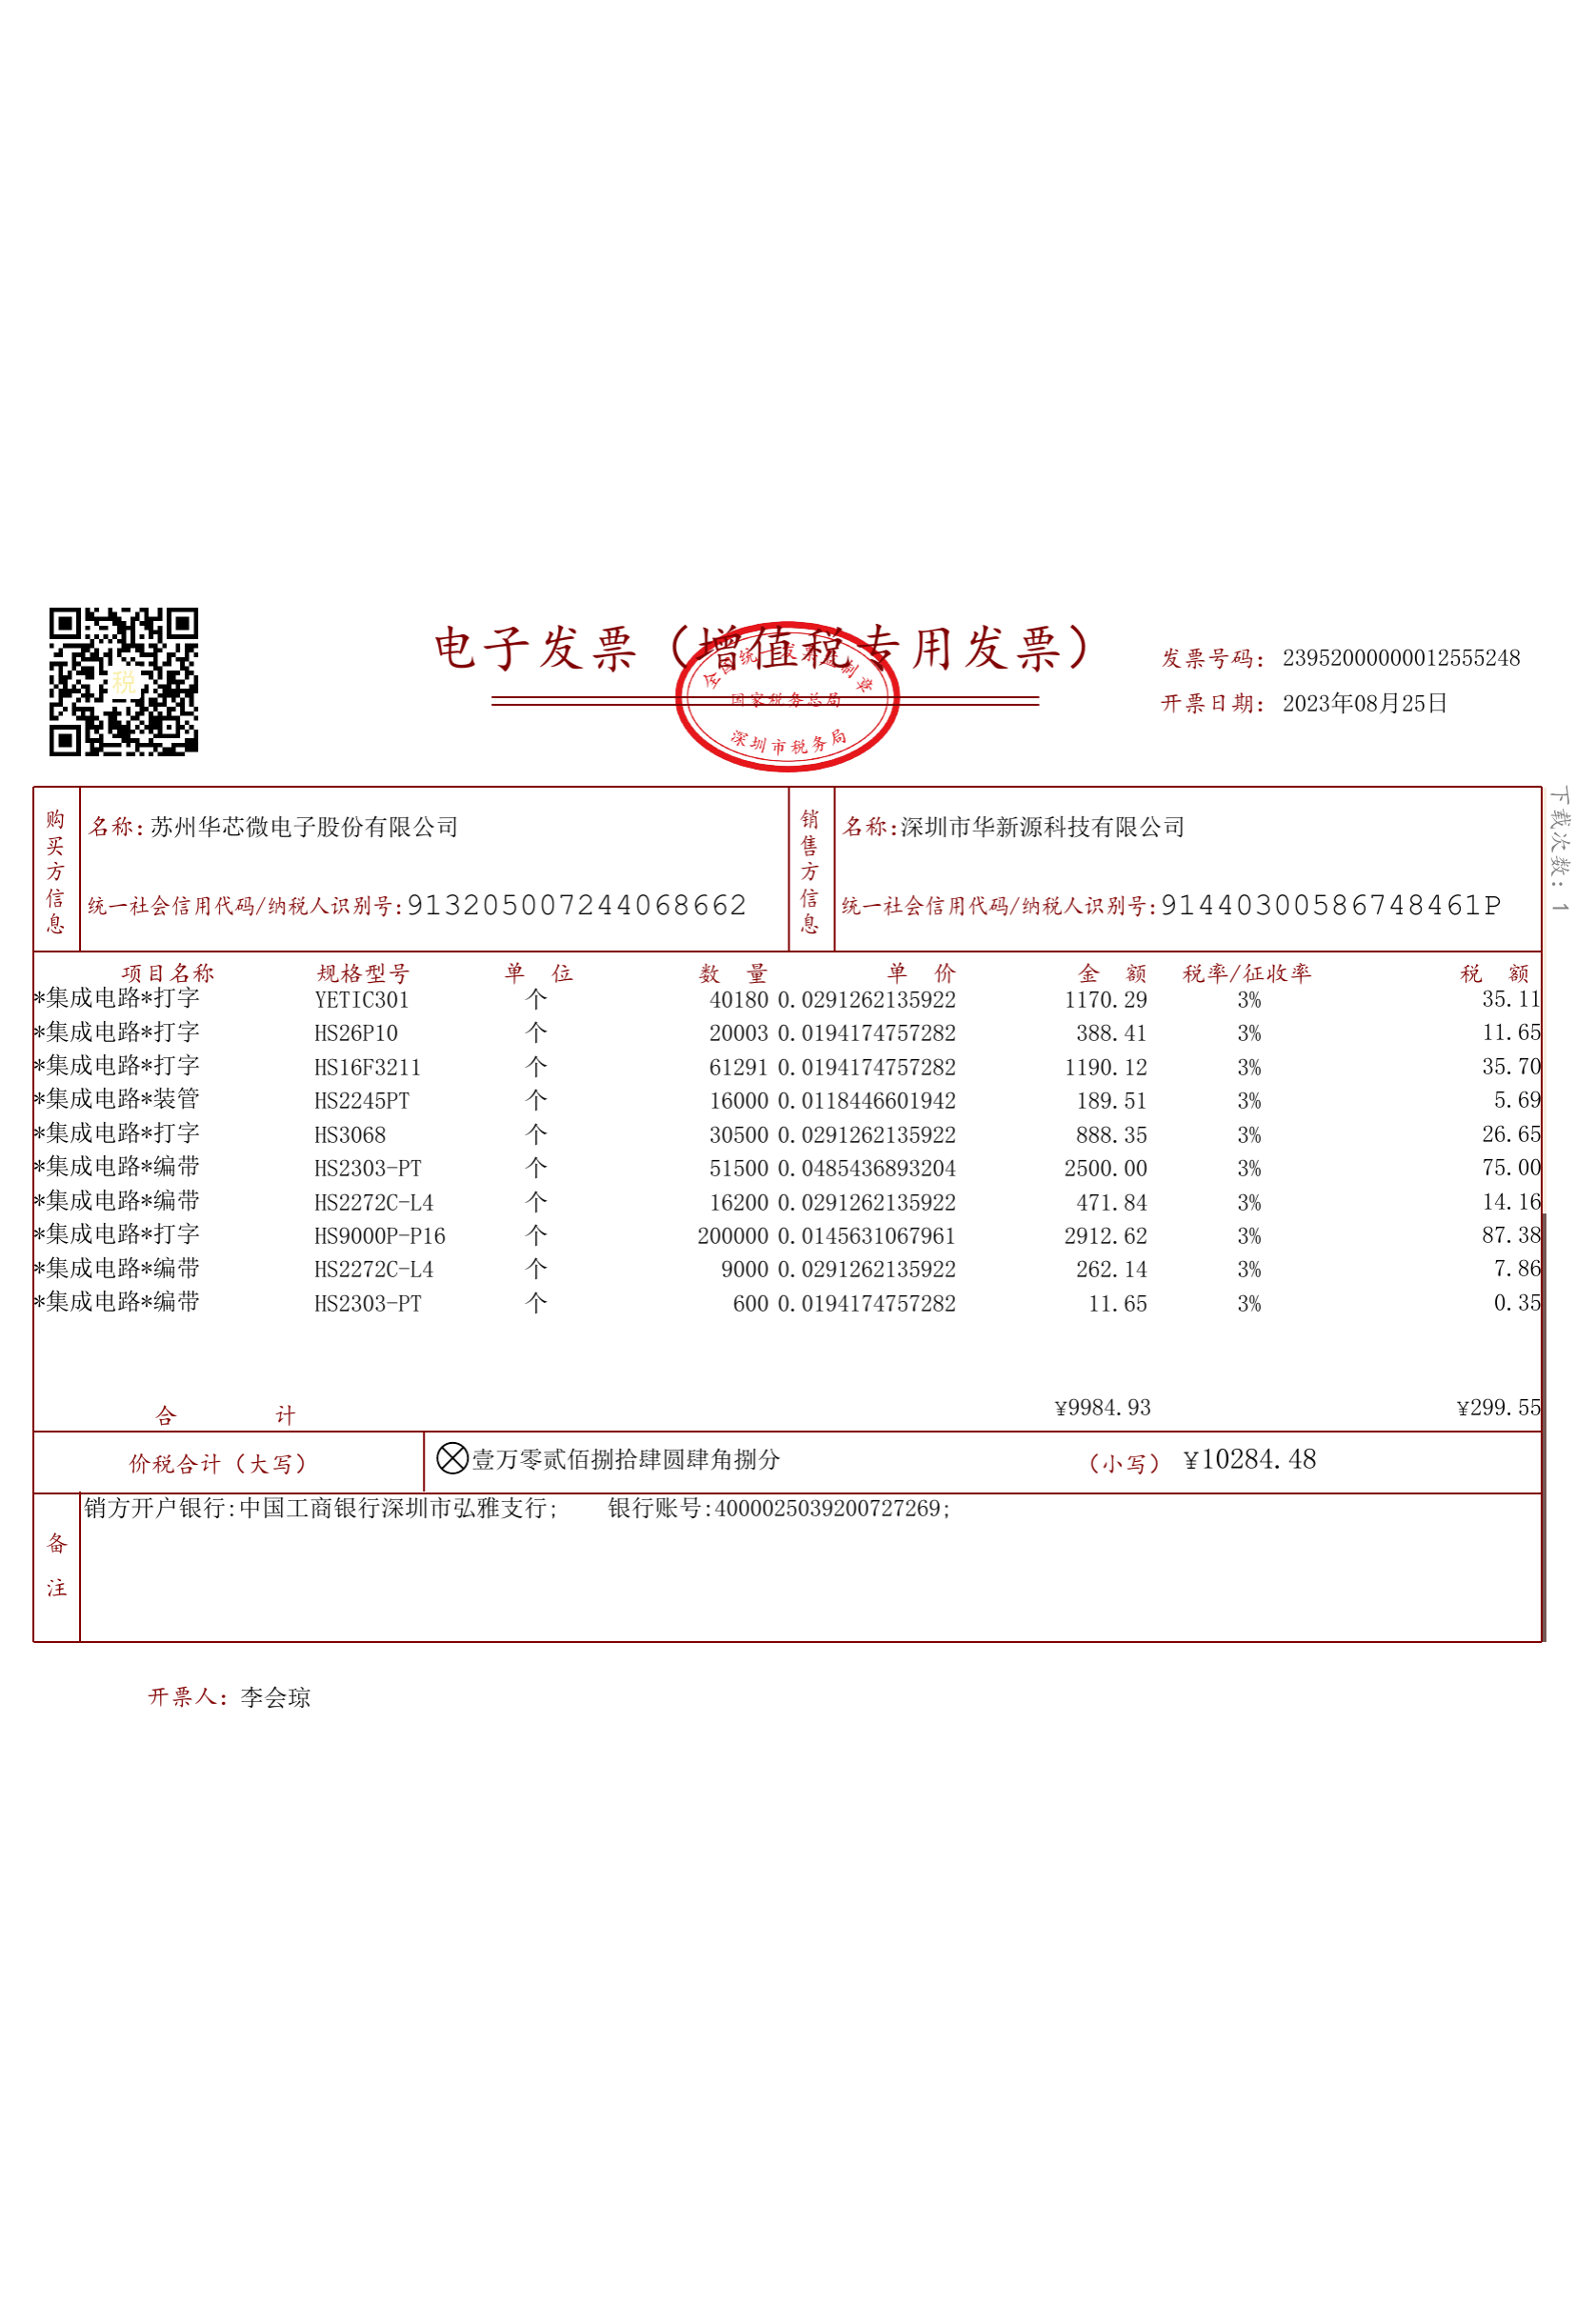 电子发票（增值税专用发票）
全国统一发票监制章
国家税务总局
深圳市税务局
税
发票号码： 23952000000012555248
开票日期： 2023年08月25日
下载次数：1
购买方信息
名称：苏州华芯微电子股份有限公司
统一社会信用代码/纳税人识别号：913205007244068662
销售方信息
名称：深圳市华新源科技有限公司
统一社会信用代码/纳税人识别号：91440300586748461P
项目名称 规格型号 单 位 数 量 单 价 金 额 税率/征收率 税 额
*集成电路*打字 YETIC301 个 40180 0.0291262135922 1170.29 3% 35.11
*集成电路*打字 HS26P10 个 20003 0.0194174757282 388.41 3% 11.65
*集成电路*打字 HS16F3211 个 61291 0.0194174757282 1190.12 3% 35.70
*集成电路*装管 HS2245PT 个 16000 0.0118446601942 189.51 3% 5.69
*集成电路*打字 HS3068 个 30500 0.0291262135922 888.35 3% 26.65
*集成电路*编带 HS2303-PT 个 51500 0.0485436893204 2500.00 3% 75.00
*集成电路*编带 HS2272C-L4 个 16200 0.0291262135922 471.84 3% 14.16
*集成电路*打字 HS9000P-P16 个 200000 0.0145631067961 2912.62 3% 87.38
*集成电路*编带 HS2272C-L4 个 9000 0.0291262135922 262.14 3% 7.86
*集成电路*编带 HS2303-PT 个 600 0.0194174757282 11.65 3% 0.35
合 计 ¥9984.93 ¥299.55
价税合计（大写） 壹万零贰佰捌拾肆圆肆角捌分 （小写） ¥10284.48
备注
销方开户银行:中国工商银行深圳市弘雅支行; 银行账号:4000025039200727269;
开票人： 李会琼